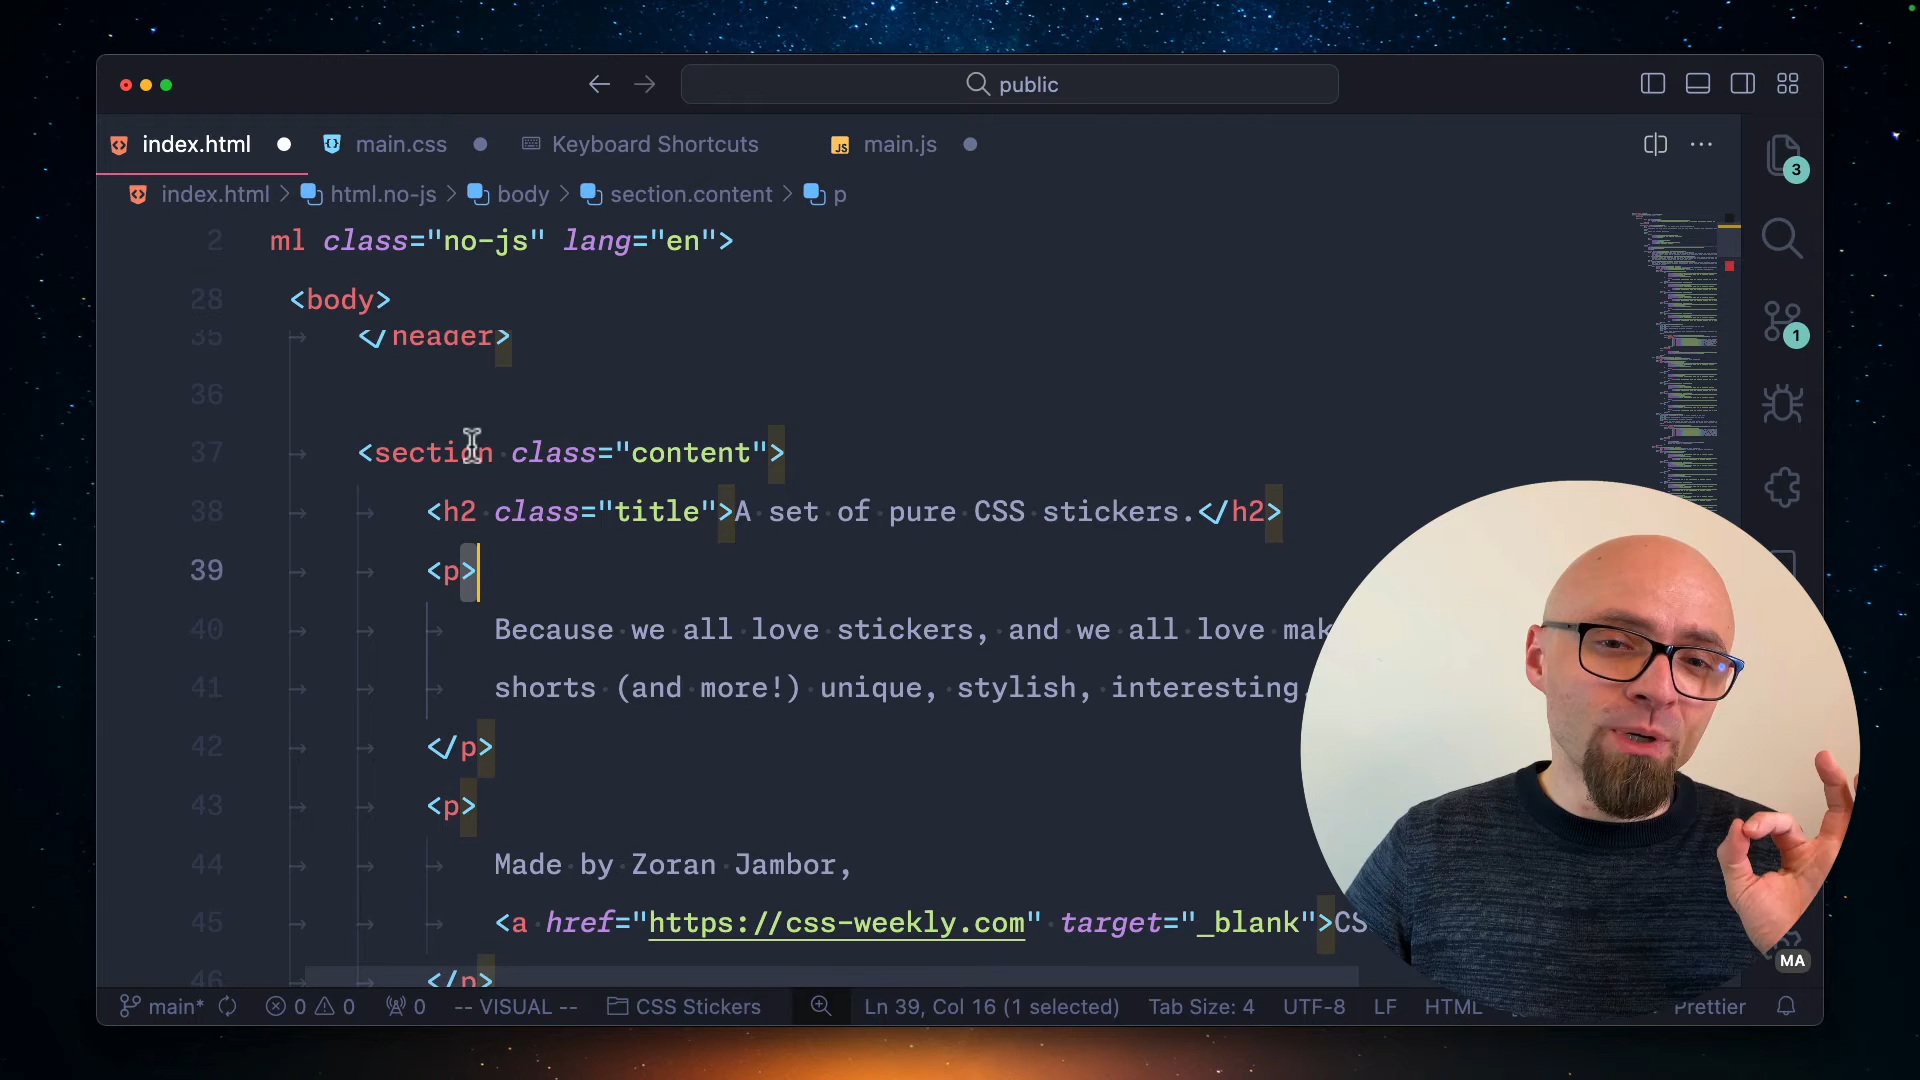 public
index.html main.css Keyboard Shortcuts JS main.js
index.html > html.no-js > body > section.content > p
3
2 ml class="no-js" lang="en">
28 <body>
35 </header>
1
36
37 <section class="content">
38 <h2 class="title">A set of pure CSS stickers.</h2>
39 <p>
40 Because we all love stickers, and we all love mak
41 shorts (and more!) unique, stylish, interesting.
42 </p>
43 <p>
44 Made by Zoran Jambor,
45 <a href="https://css-weekly.com" target="_blank">CS
46 </p>
MA
main* 0 0 0 -- VISUAL -- CSS Stickers Ln 39, Col 16 (1 selected) Tab Size: 4 UTF-8 LF HTML Prettier